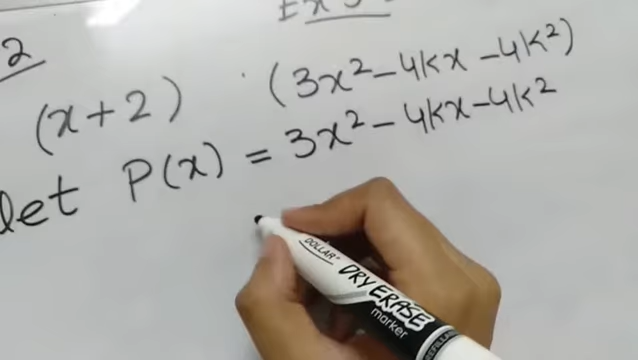 2
(x+2) . (3x²-4kx-4k²)
let P(x) = 3x²-4kx-4k²
DOLLAR
DRY ERASE
marker